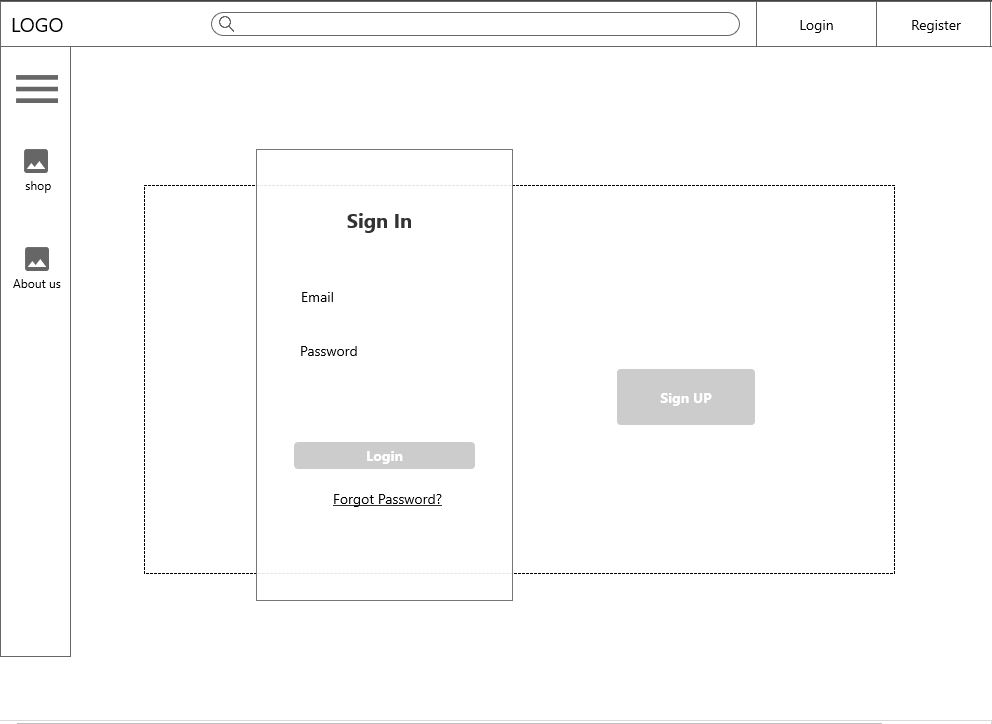 LOGO
Login
Register
shop
About us
Sign In
Email
Password
Login
Forgot Password?
Sign UP